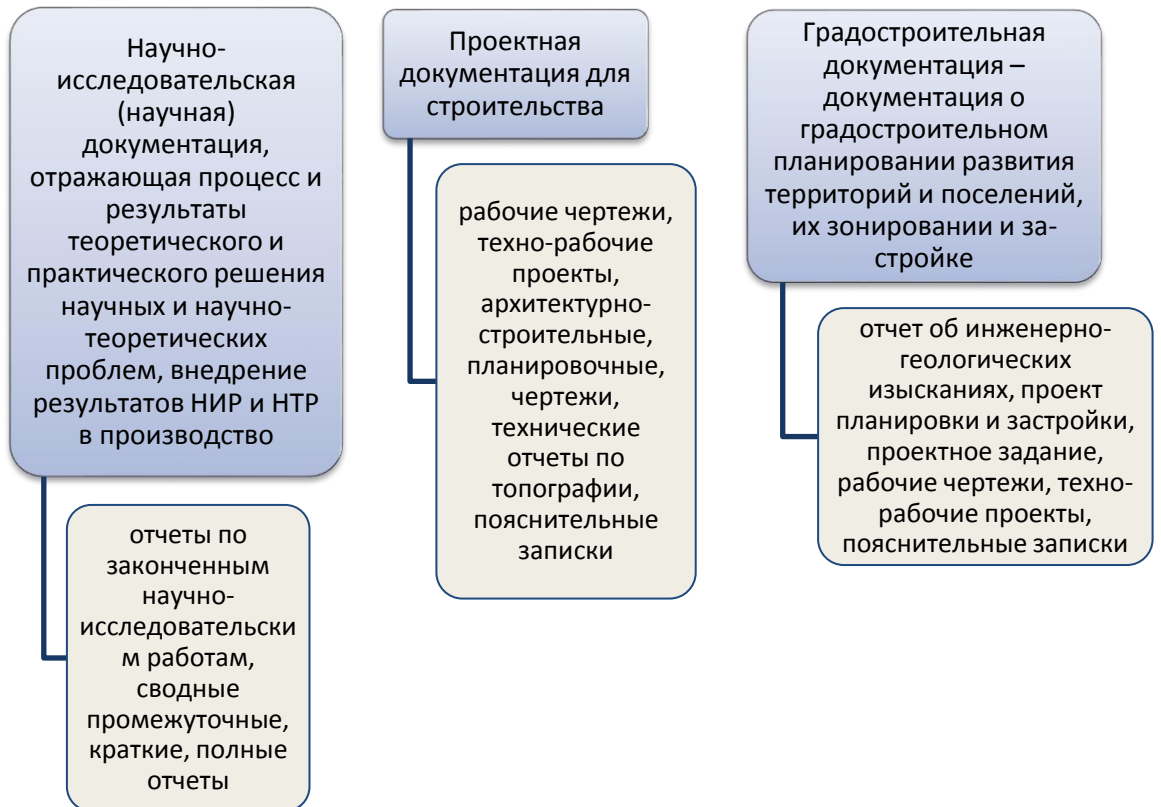 Научно-
исследовательская
(научная)
документация,
отражающая процесс и
результаты
теоретического и
практического решения
научных и научно-
теоретических
проблем, внедрение
результатов НИР и НТР
в производство
отчеты по
законченным
научно-
исследовательски
м работам,
сводные
промежуточные,
краткие, полные
отчеты
Проектная
документация для
строительства
рабочие чертежи,
техно-рабочие
проекты,
архитектурно-
строительные,
планировочные,
чертежи,
технические
отчеты по
топографии,
пояснительные
записки
Градостроительная
документация –
документация о
градостроительном
планировании развития
территорий и поселений,
их зонировании и за-
стройке
отчет об инженерно-
геологических
изысканиях, проект
планировки и застройки,
проектное задание,
рабочие чертежи, техно-
рабочие проекты,
пояснительные записки